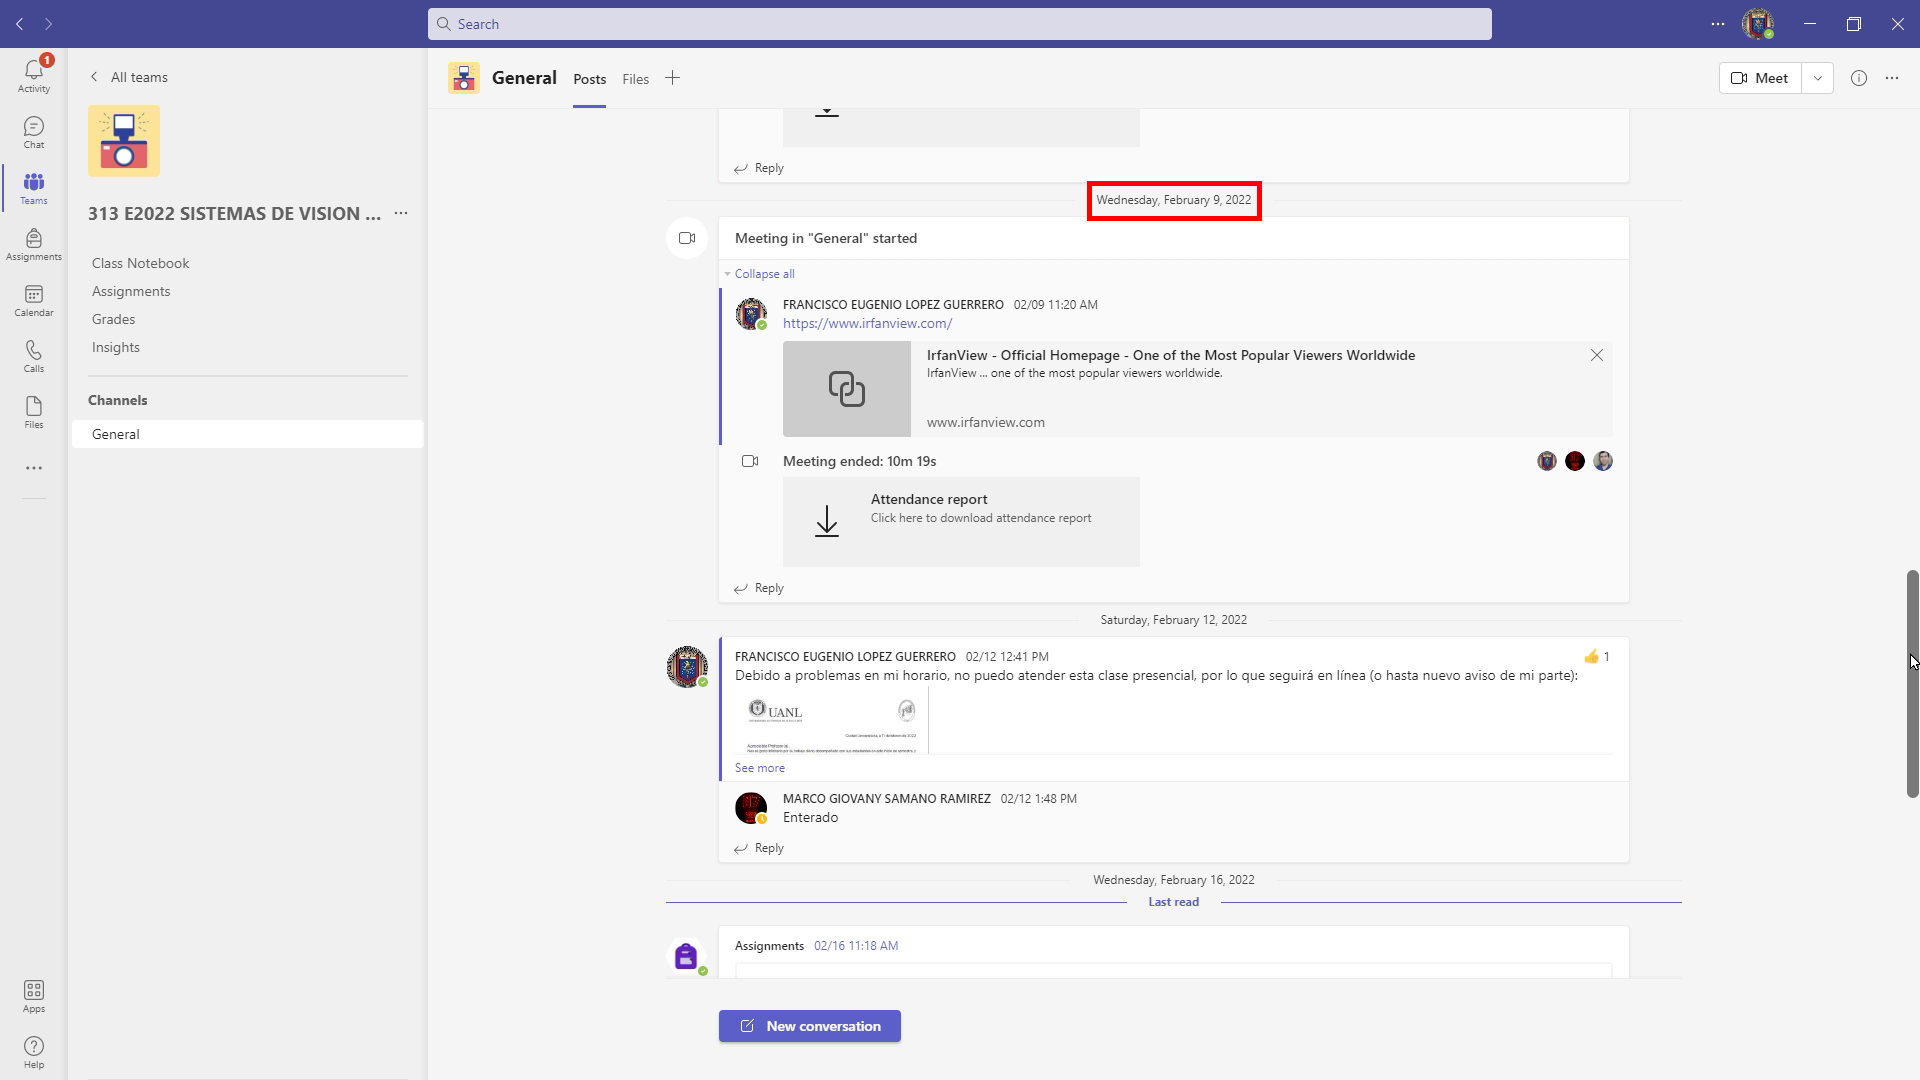 Search
1
Activity
Chat
Teams
Assignments
Calendar
Calls
Files
Apps
Help
All teams
313 E2022 SISTEMAS DE VISION ...
Class Notebook
Assignments
Grades
Insights
Channels
General
General
Posts
Files
Meet
Reply
Wednesday, February 9, 2022
Meeting in "General" started
Collapse all
FRANCISCO EUGENIO LOPEZ GUERRERO 02/09 11:20 AM
https://www.irfanview.com/
IrfanView - Official Homepage - One of the Most Popular Viewers Worldwide
IrfanView ... one of the most popular viewers worldwide.
www.irfanview.com
Meeting ended: 10m 19s
Attendance report
Click here to download attendance report
Reply
Saturday, February 12, 2022
FRANCISCO EUGENIO LOPEZ GUERRERO 02/12 12:41 PM
1
Debido a problemas en mi horario, no puedo atender esta clase presencial, por lo que seguirá en línea (o hasta nuevo aviso de mi parte):
UANL
See more
MARCO GIOVANY SAMANO RAMIREZ 02/12 1:48 PM
Enterado
Reply
Wednesday, February 16, 2022
Last read
Assignments 02/16 11:18 AM
New conversation